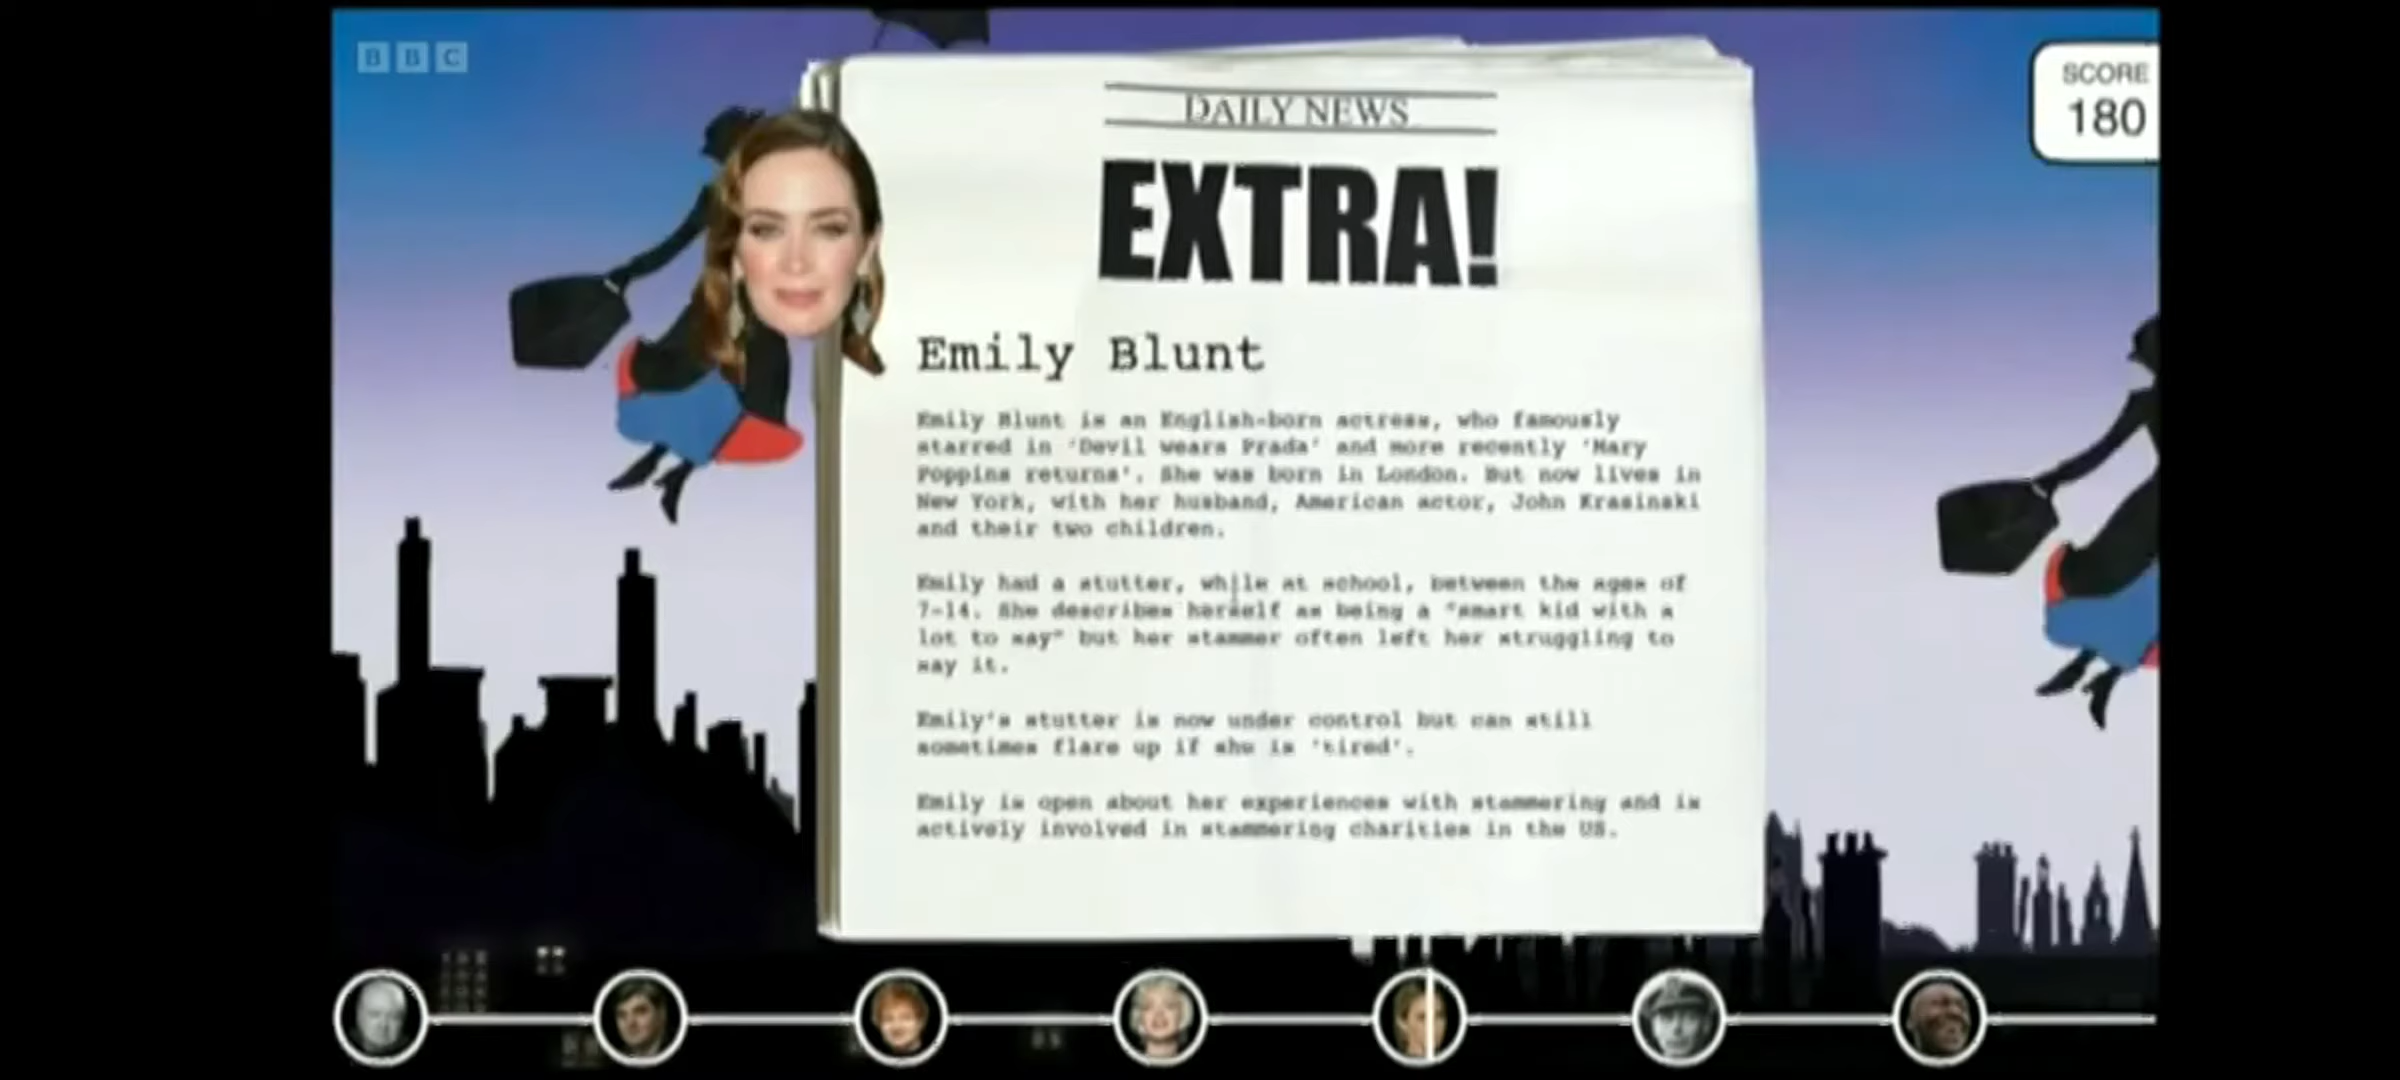 BBC
SCORE
180
DAILY NEWS
EXTRA!
Emily Blunt
Emily Blunt is an English-born actress, who famously
starred in 'Devil wears Prada' and more recently 'Mary
Poppins returns'. She was born in London. But now lives in
New York, with her husband, American actor, John Krasinski
and their two children.
Emily had a stutter, while at school, between the ages of
7-14. She describes herself as being a "smart kid with a
lot to say" but her stammer often left her struggling to
say it.
Emily's stutter is now under control but can still
sometimes flare up if she is 'tired'.
Emily is open about her experiences with stammering and is
actively involved in stammering charities in the US.